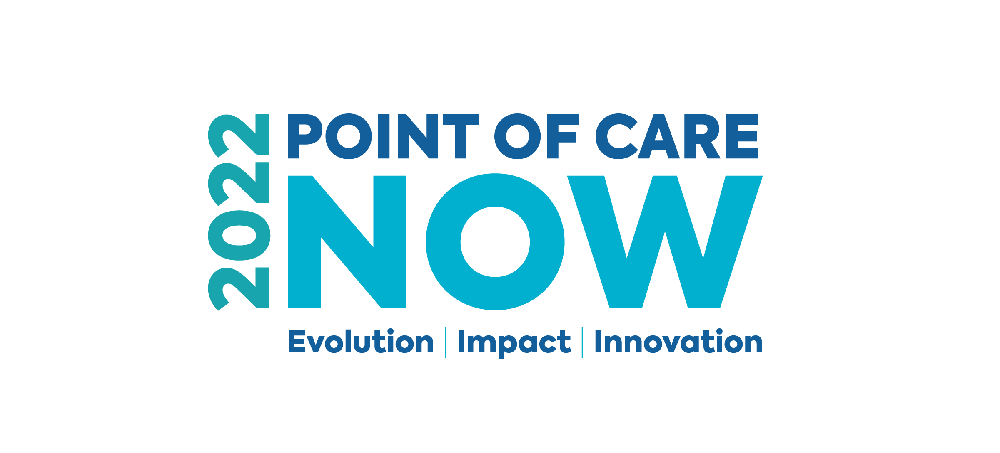 2022
POINT OF CARE
NOW
Evolution | Impact | Innovation